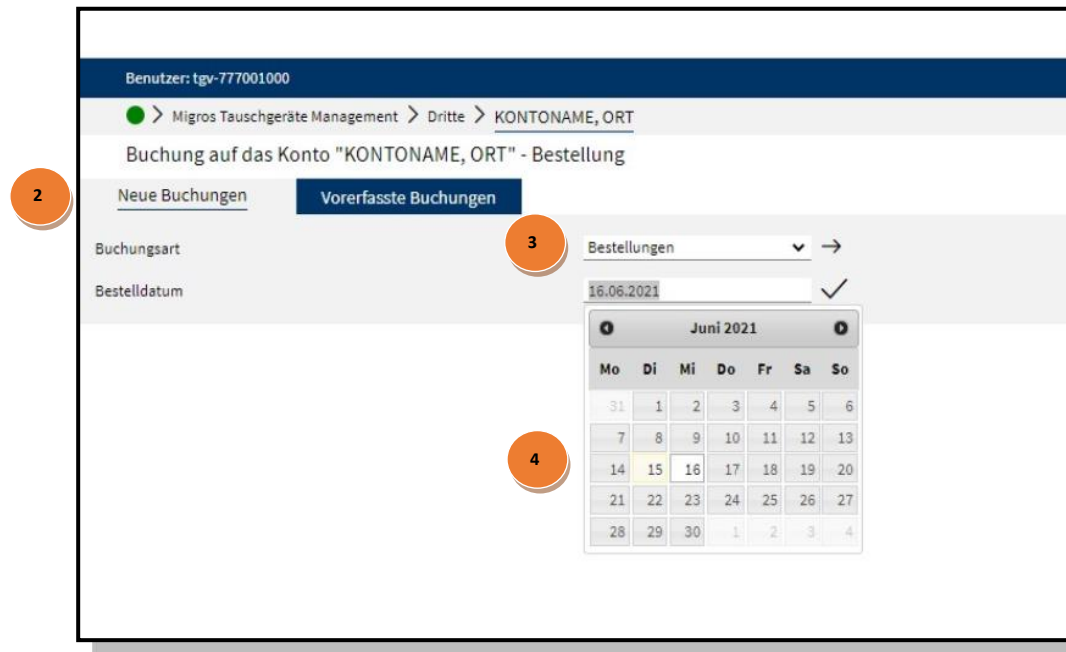 Benutzer: tgv-777001000
Migros Tauschgeräte Management > Dritte > KONTONAME, ORT
Buchung auf das Konto "KONTONAME, ORT" - Bestellung
2 Neue Buchungen Vorerfasste Buchungen
Buchungsart 3 Bestellungen
Bestelldatum 16.06.2021
Juni 2021
Mo Di Mi Do Fr Sa So
31 1 2 3 4 5 6
7 8 9 10 11 12 13
4 14 15 16 17 18 19 20
21 22 23 24 25 26 27
28 29 30 1 2 3 4